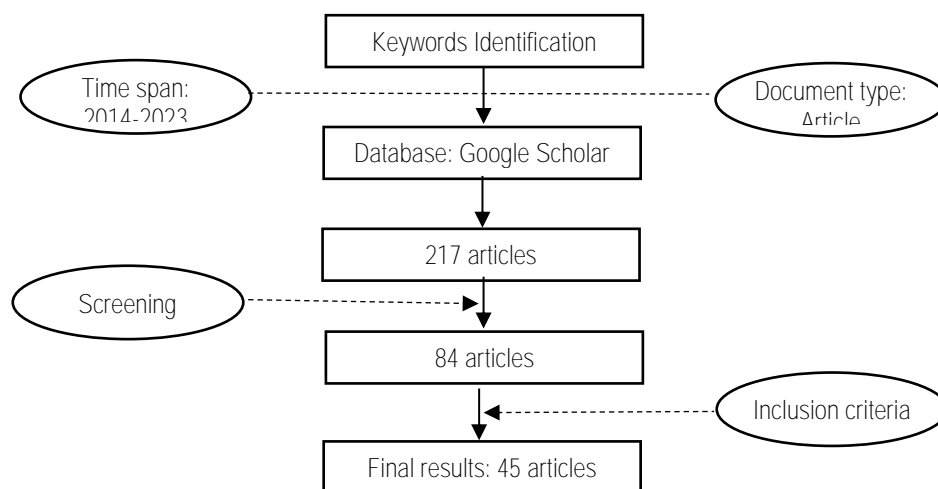 Keywords Identification
Time span:
2014-2023
Document type:
Article
Database: Google Scholar
217 articles
Screening
84 articles
Inclusion criteria
Final results: 45 articles